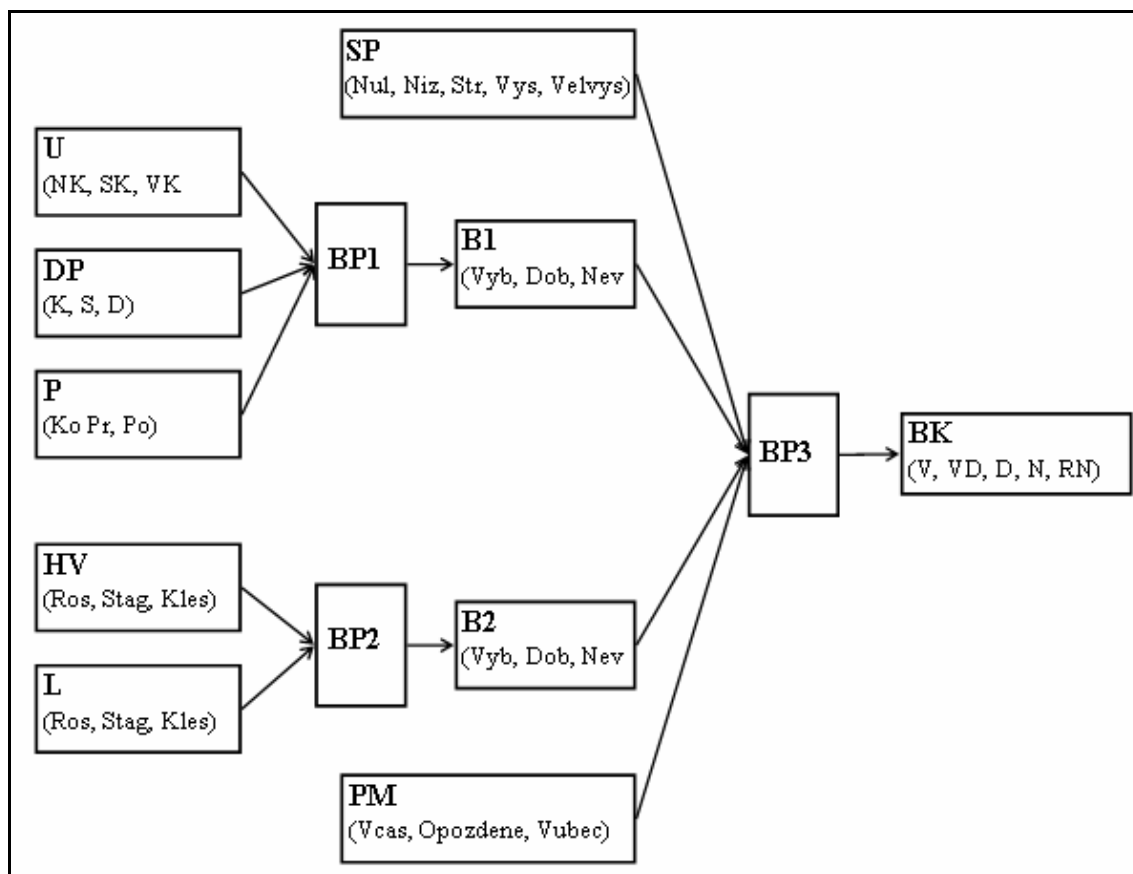 SP
(Nul, Niz, Str, Vys, Velvys)
U
(NK, SK, VK
DP
(K, S, D)
P
(Ko Pr, Po)
BP1
B1
(Vyb, Dob, Nev
BP3
BK
(V, VD, D, N, RN)
HV
(Ros, Stag, Kles)
L
(Ros, Stag, Kles)
BP2
B2
(Vyb, Dob, Nev
PM
(Vcas, Opozdene, Vubec)